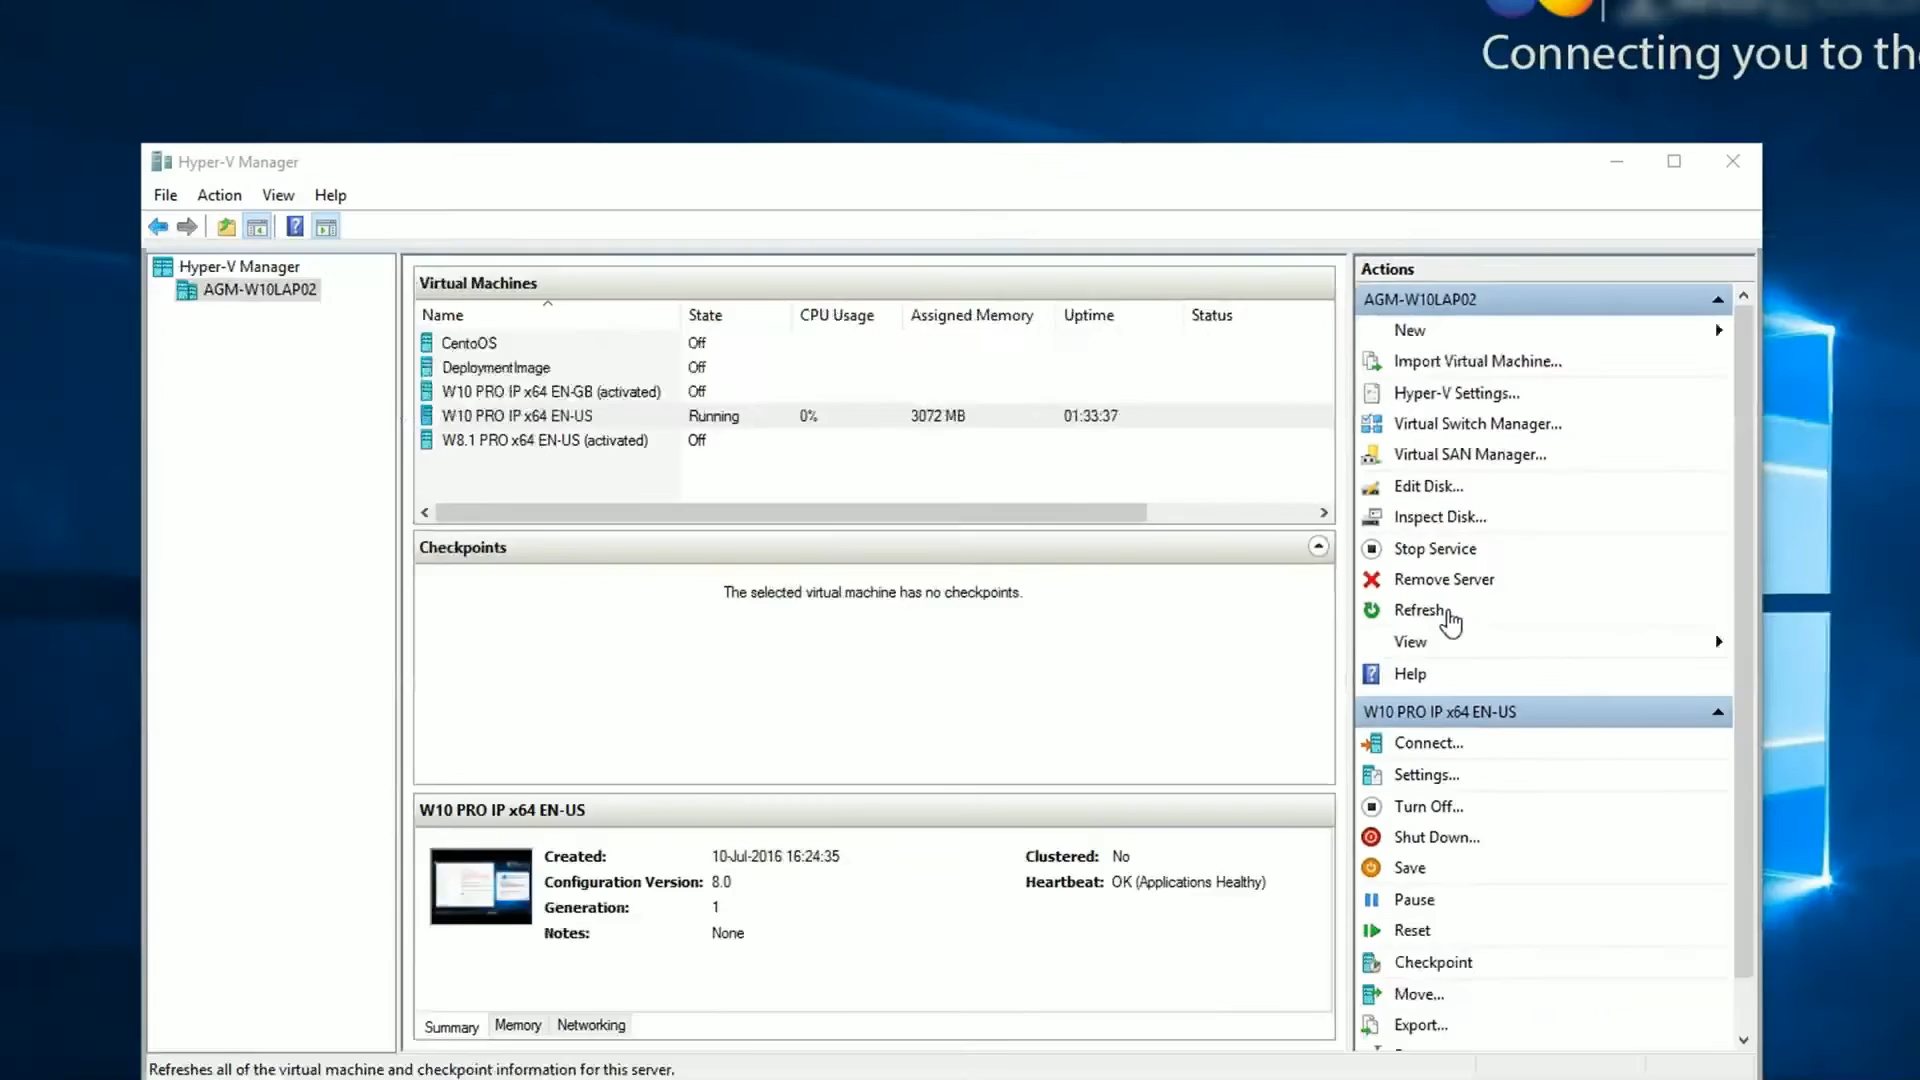 Connecting you to the
Hyper-V Manager
File Action View Help
Hyper-V Manager
AGM-W10LAP02
Virtual Machines
Name State CPU Usage Assigned Memory Uptime Status
CentoOS Off
DeploymentImage Off
W10 PRO IP x64 EN-GB (activated) Off
W10 PRO IP x64 EN-US Running 0% 3072 MB 01:33:37
W8.1 PRO x64 EN-US (activated) Off
Checkpoints
The selected virtual machine has no checkpoints.
W10 PRO IP x64 EN-US
Created: 10-Jul-2016 16:24:35 Clustered: No
Configuration Version: 8.0 Heartbeat: OK (Applications Healthy)
Generation: 1
Notes: None
Summary Memory Networking
Actions
AGM-W10LAP02
New
Import Virtual Machine...
Hyper-V Settings...
Virtual Switch Manager...
Virtual SAN Manager...
Edit Disk...
Inspect Disk...
Stop Service
Remove Server
Refresh
View
Help
W10 PRO IP x64 EN-US
Connect...
Settings...
Turn Off...
Shut Down...
Save
Pause
Reset
Checkpoint
Move...
Export...
Refreshes all of the virtual machine and checkpoint information for this server.